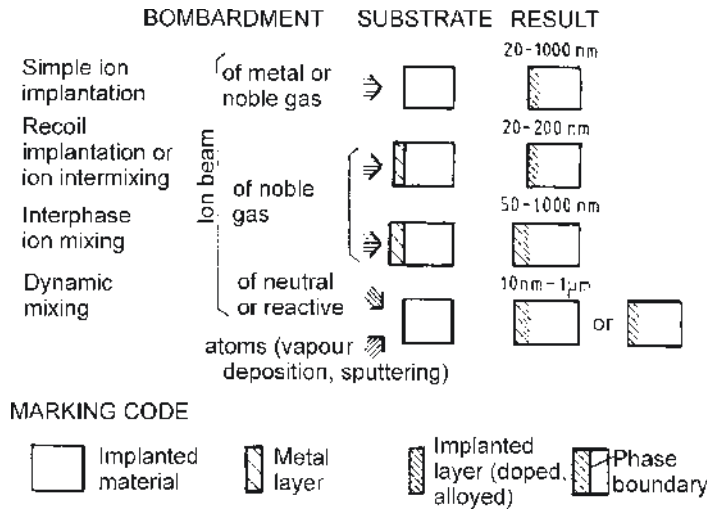 BOMBARDMENT SUBSTRATE RESULT
20-1000 nm
Simple ion
implantation
of metal or
noble gas
Recoil
implantation or
ion intermixing
20-200 nm
Ion beam
of noble
gas
Interphase
ion mixing
50-1000 nm
Dynamic
mixing
of neutral
or reactive
10nm-1μm
or
atoms (vapour
deposition, sputtering)
MARKING CODE
Implanted
material
Metal
layer
Implanted
layer (doped,
alloyed)
Phase
boundary